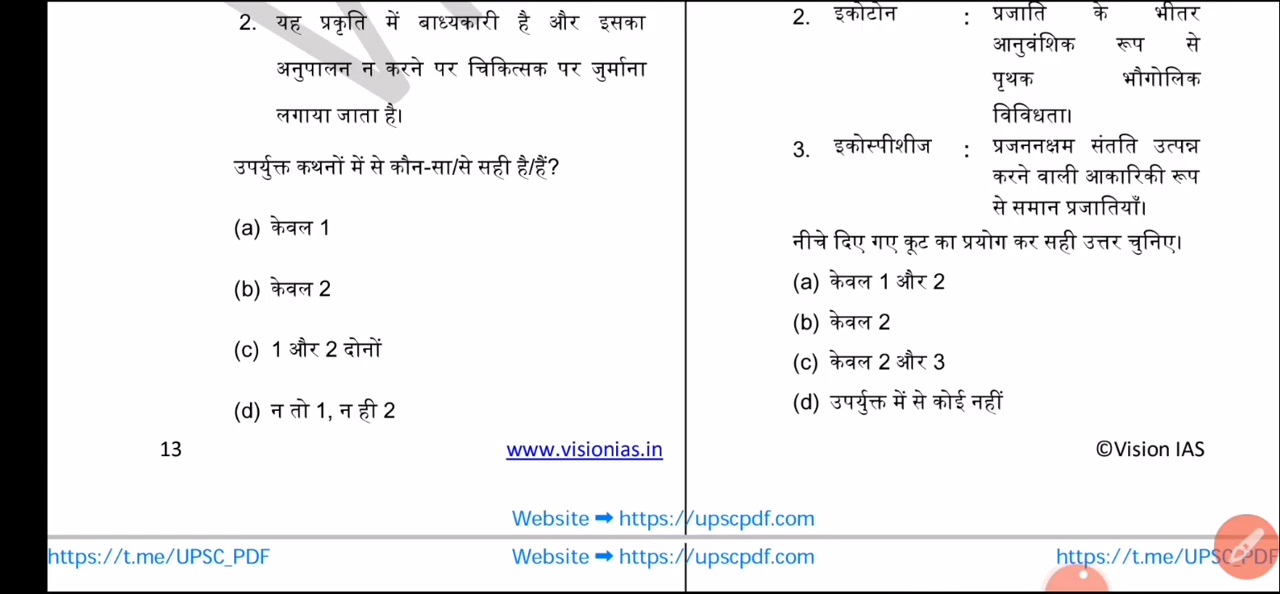 2. यह प्रकृति में बाध्यकारी है और इसका
अनुपालन न करने पर चिकित्सक पर जुर्माना
लगाया जाता है।
उपर्युक्त कथनों में से कौन-सा/से सही है/हैं?
(a) केवल 1
(b) केवल 2
(c) 1 और 2 दोनों
(d) न तो 1, न ही 2
2. इकोटोन : प्रजाति के भीतर
आनुवंशिक रूप से
पृथक भौगोलिक
विविधता।
3. इकोस्पीशीज : प्रजननक्षम संतति उत्पन्न
करने वाली आकारिकी रूप
से समान प्रजातियाँ।
नीचे दिए गए कूट का प्रयोग कर सही उत्तर चुनिए।
(a) केवल 1 और 2
(b) केवल 2
(c) केवल 2 और 3
(d) उपर्युक्त में से कोई नहीं
13 www.visionias.in ©Vision IAS
Website ➡ https://upscpdf.com
https://t.me/UPSC_PDF Website ➡ https://upscpdf.com https://t.me/UPSC_PDF